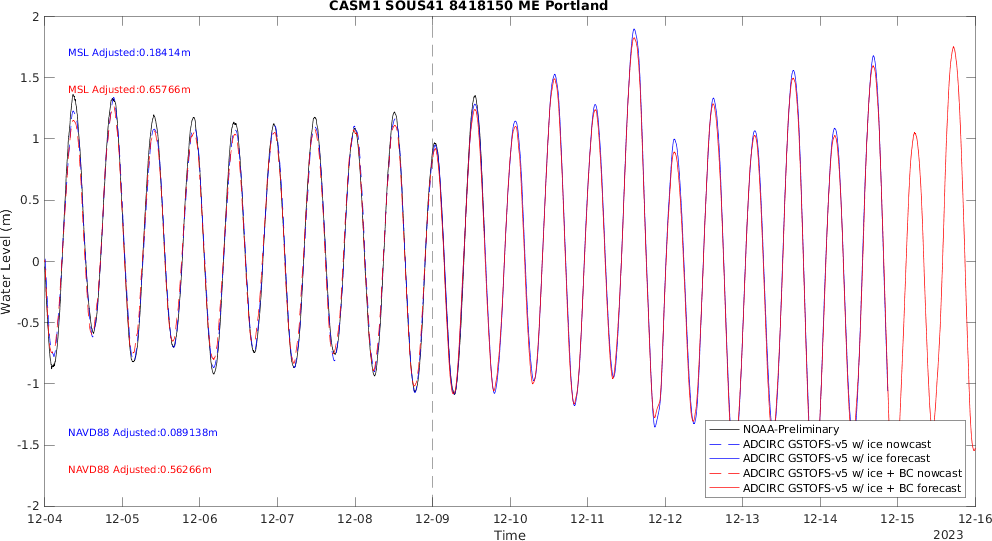 CASM1 SOUS41 8418150 ME Portland
2
1.5
1
0.5
0
-0.5
-1
-1.5
-2
Water Level (m)
MSL Adjusted:0.18414m
MSL Adjusted:0.65766m
NAVD88 Adjusted:0.089138m
NAVD88 Adjusted:0.56266m
NOAA-Preliminary
ADCIRC GSTOFS-v5 w/ ice nowcast
ADCIRC GSTOFS-v5 w/ ice forecast
ADCIRC GSTOFS-v5 w/ ice + BC nowcast
ADCIRC GSTOFS-v5 w/ ice + BC forecast
12-04 12-05 12-06 12-07 12-08 12-09 12-10 12-11 12-12 12-13 12-14 12-15 12-16
Time
2023